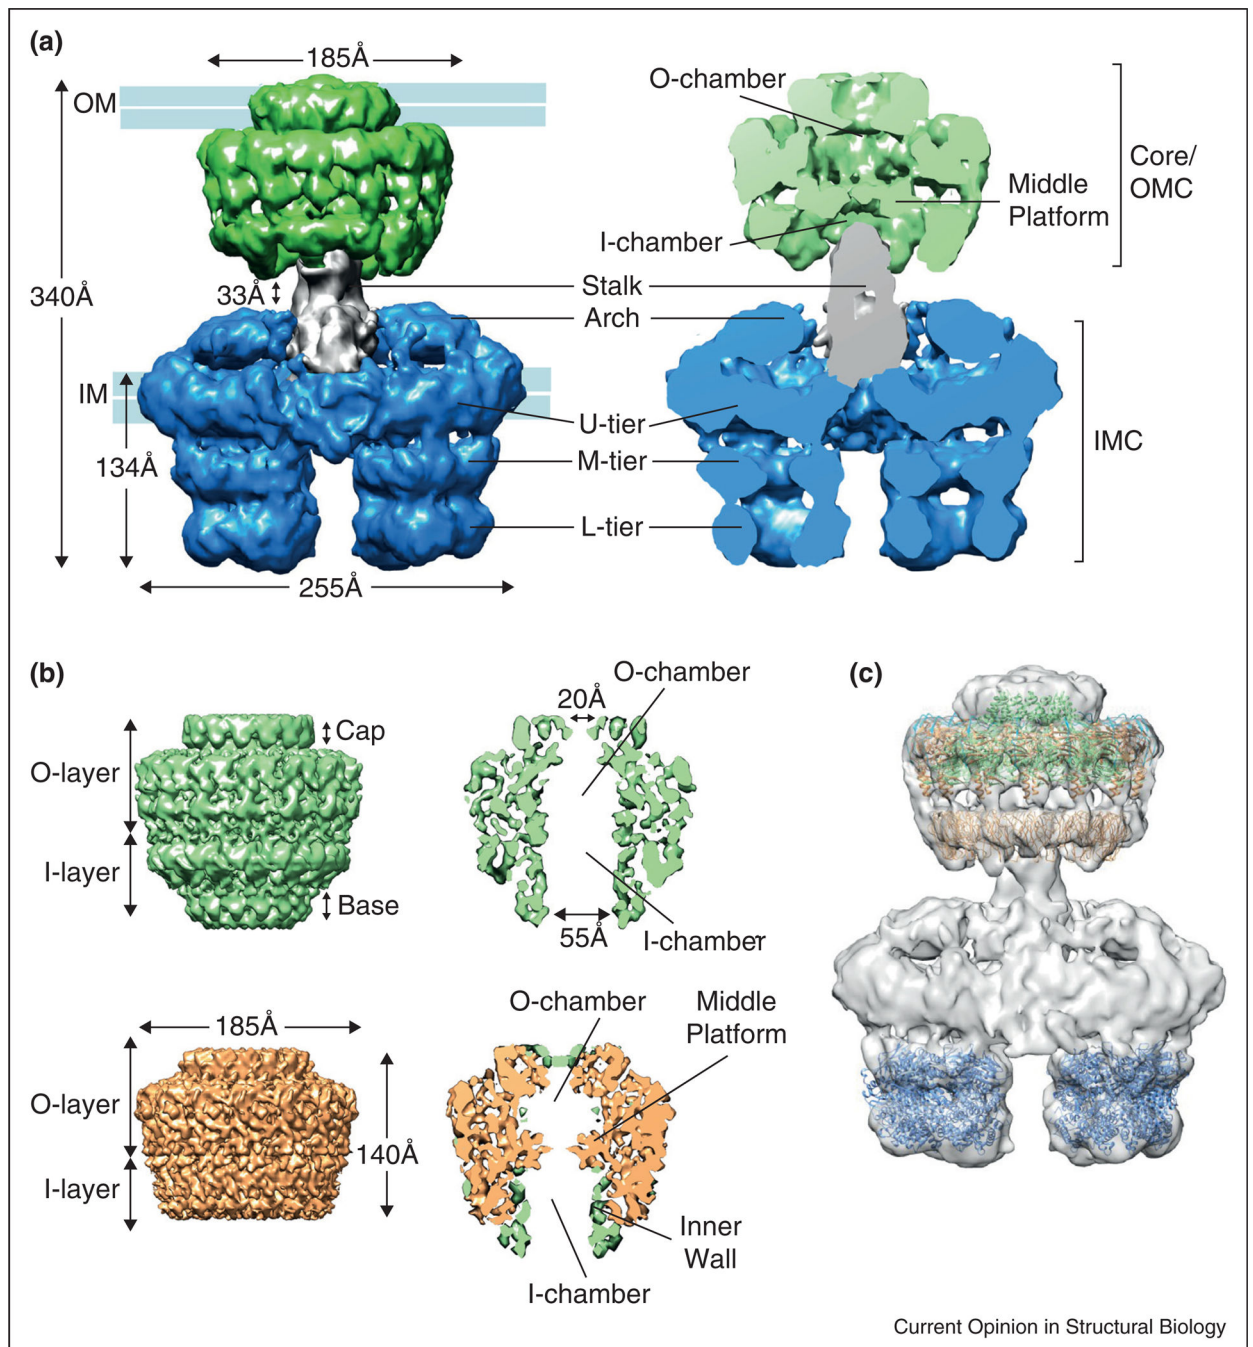 (a)
185Å
OM
O-chamber
Core/
OMC
Middle
Platform
I-chamber
340Å
33Å
Stalk
Arch
IM
U-tier
IMC
134Å
M-tier
L-tier
255Å
(b)
O-chamber
(c)
20Å
Cap
O-layer
I-layer
Base
55Å
I-chamber
O-chamber
Middle
Platform
185Å
O-layer
140Å
I-layer
Inner
Wall
I-chamber
Current Opinion in Structural Biology